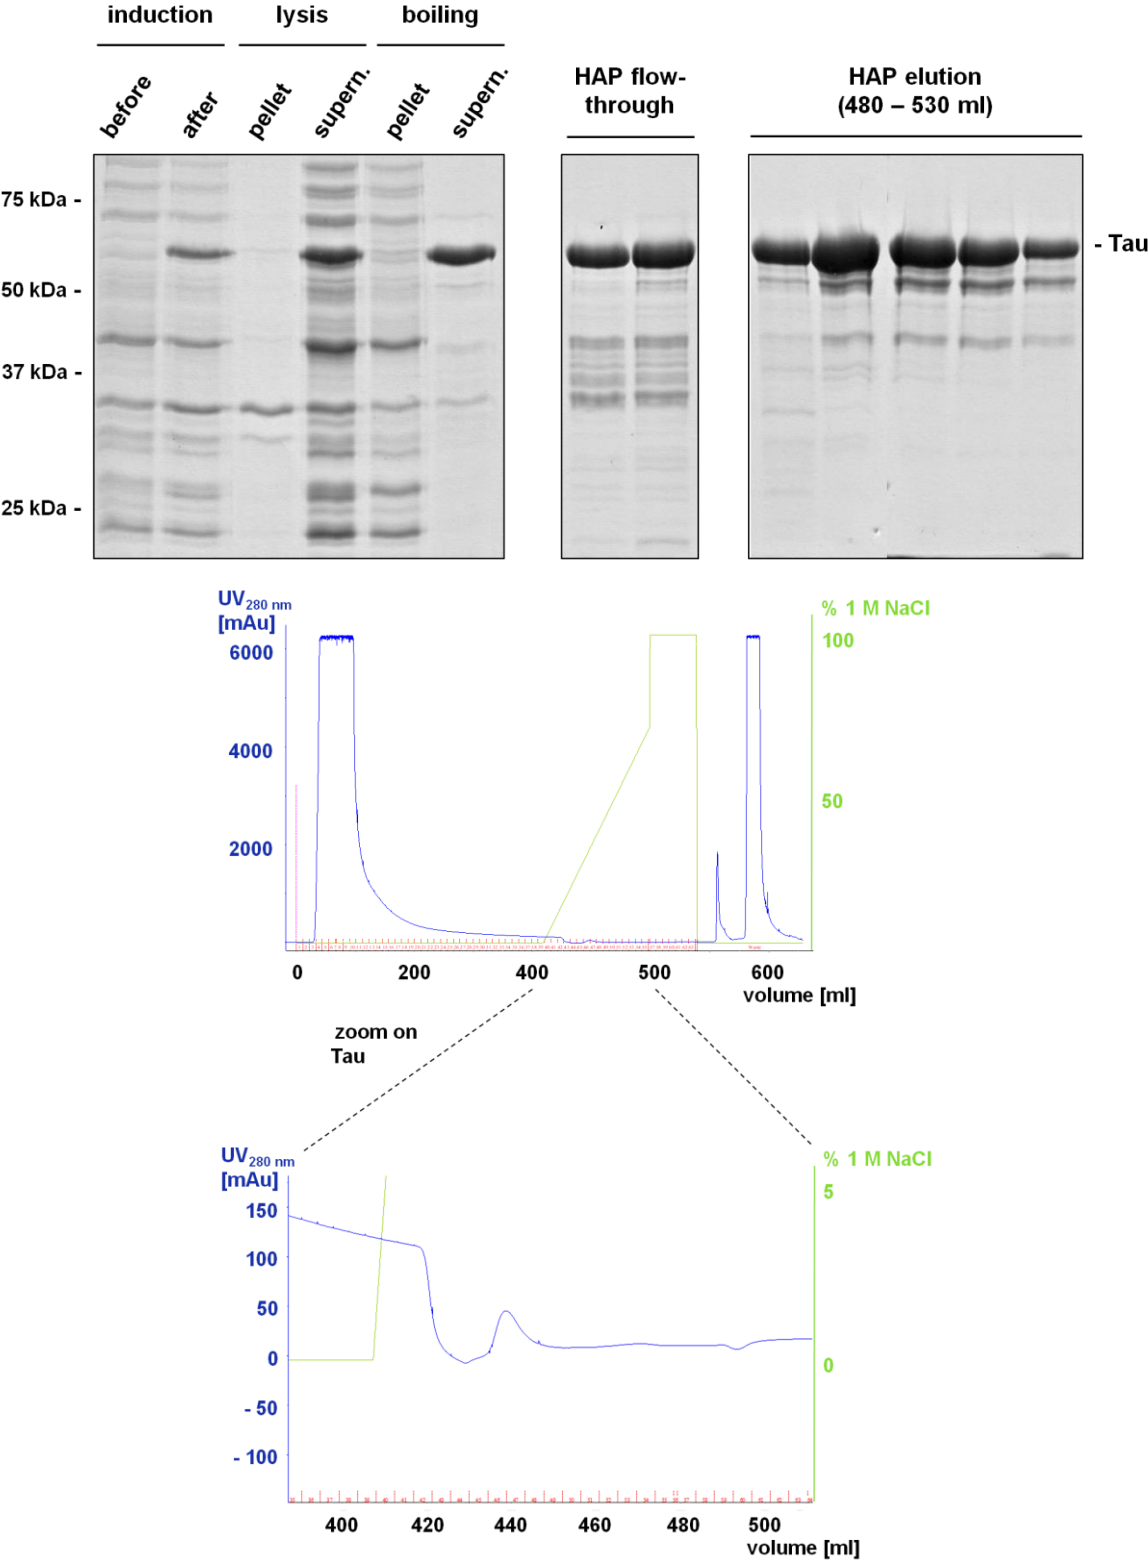 induction lysis boiling
before after pellet supern. pellet supern.
HAP flow-
through
HAP elution
(480 – 530 ml)
75 kDa -
50 kDa -
37 kDa -
25 kDa -
- Tau
UV280 nm
[mAu]
% 1 M NaCl
6000
4000
2000
100
50
0 200 400 500 600
volume [ml]
zoom on
Tau
UV280 nm
[mAu]
% 1 M NaCl
150
100
50
0
- 50
- 100
5
0
400 420 440 460 480 500
volume [ml]